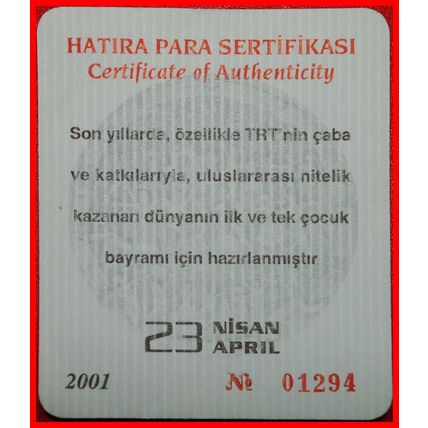 HATIRA PARA SERTİFİKASI
Certificate of Authenticity
Son yıllarda, özellikle TRT'nin çaba
ve katkılarıyla, uluslararası nitelik
kazanan dünyanın ilk ve tek çocuk
bayramı için hazırlanmıştır
23 NİSAN
APRIL
2001 № 01294